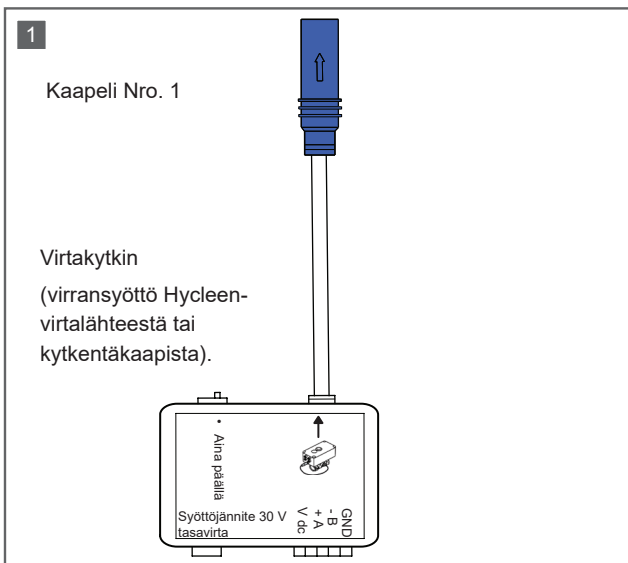 1
Kaapeli Nro. 1
Virtakytkin
(virransyöttö Hycleen-
virtalähteestä tai
kytkentäkaapista).
• Aina päällä
Syöttöjännite 30 V
tasavirta
V dc
+ A
- B
GND